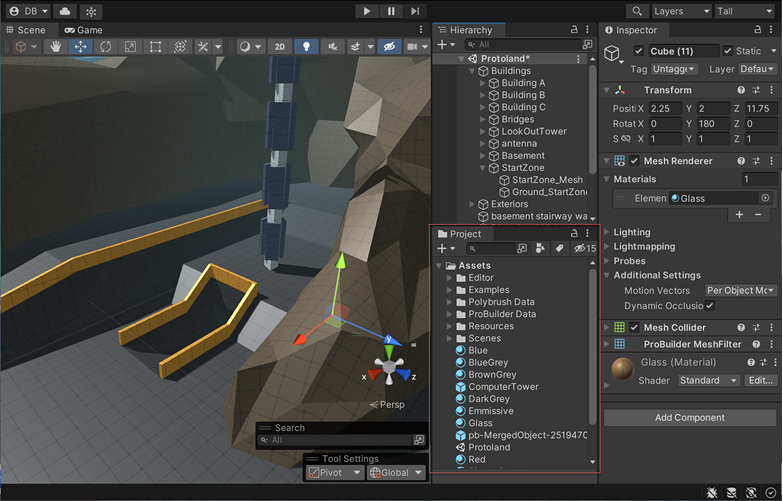 DB
Layers
Tall
Scene
Game
2D
Persp
x
y
z
Search
All
Tool Settings
Pivot
Global
Hierarchy
All
Protoland*
Buildings
Building A
Building B
Building C
Bridges
LookOutTower
antenna
Basement
StartZone
StartZone_Mesh
Ground_StartZone
Exteriors
basement stairway wa
Project
15
Assets
Editor
Examples
Polybrush Data
ProBuilder Data
Resources
Scenes
Blue
BlueGrey
BrownGrey
ComputerTower
DarkGrey
Emmissive
Glass
pb-MergedObject-2519470
Protoland
Red
Inspector
Cube (11)
Static
Tag Untagge Layer Defau
Transform
Positi X 2.25 Y 2 Z 11.75
Rotat X 0 Y 180 Z 0
S X 1 Y 1 Z 1
Mesh Renderer
Materials 1
Elemen Glass
Lighting
Lightmapping
Probes
Additional Settings
Motion Vectors Per Object Mo
Dynamic Occlusio
Mesh Collider
ProBuilder MeshFilter
Glass (Material)
Shader Standard Edit...
Add Component